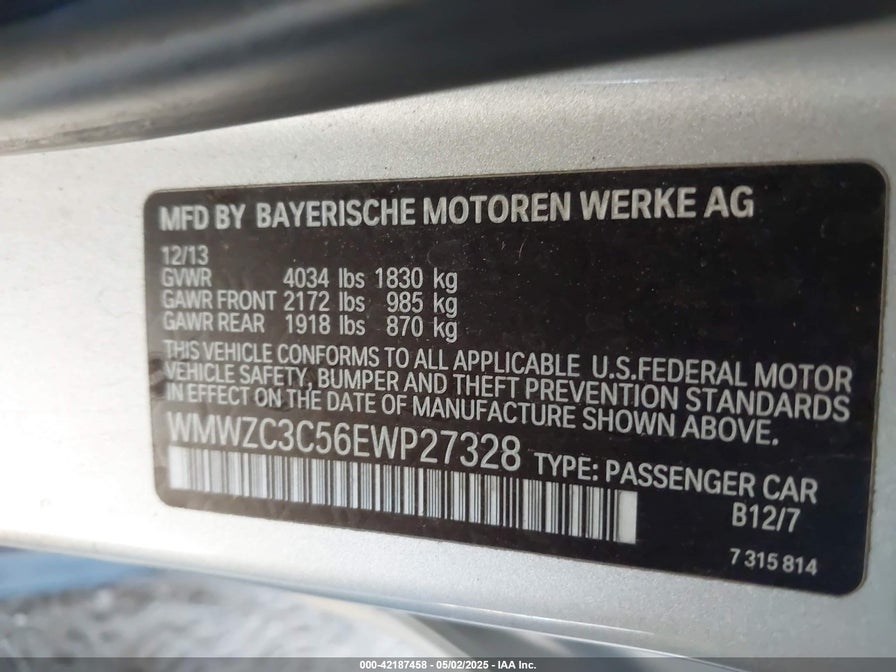 MFD BY BAYERISCHE MOTOREN WERKE AG
12/13
GVWR 4034 lbs 1830 kg
GAWR FRONT 2172 lbs 985 kg
GAWR REAR 1918 lbs 870 kg
THIS VEHICLE CONFORMS TO ALL APPLICABLE U.S.FEDERAL MOTOR
VEHICLE SAFETY, BUMPER AND THEFT PREVENTION STANDARDS
IN EFFECT ON THE DATE OF MANUFACTURE SHOWN ABOVE.
WMWZC3C56EWP27328 TYPE: PASSENGER CAR
B12/7
7 315 814
000-42187458 - 05/02/2025 - IAA Inc.